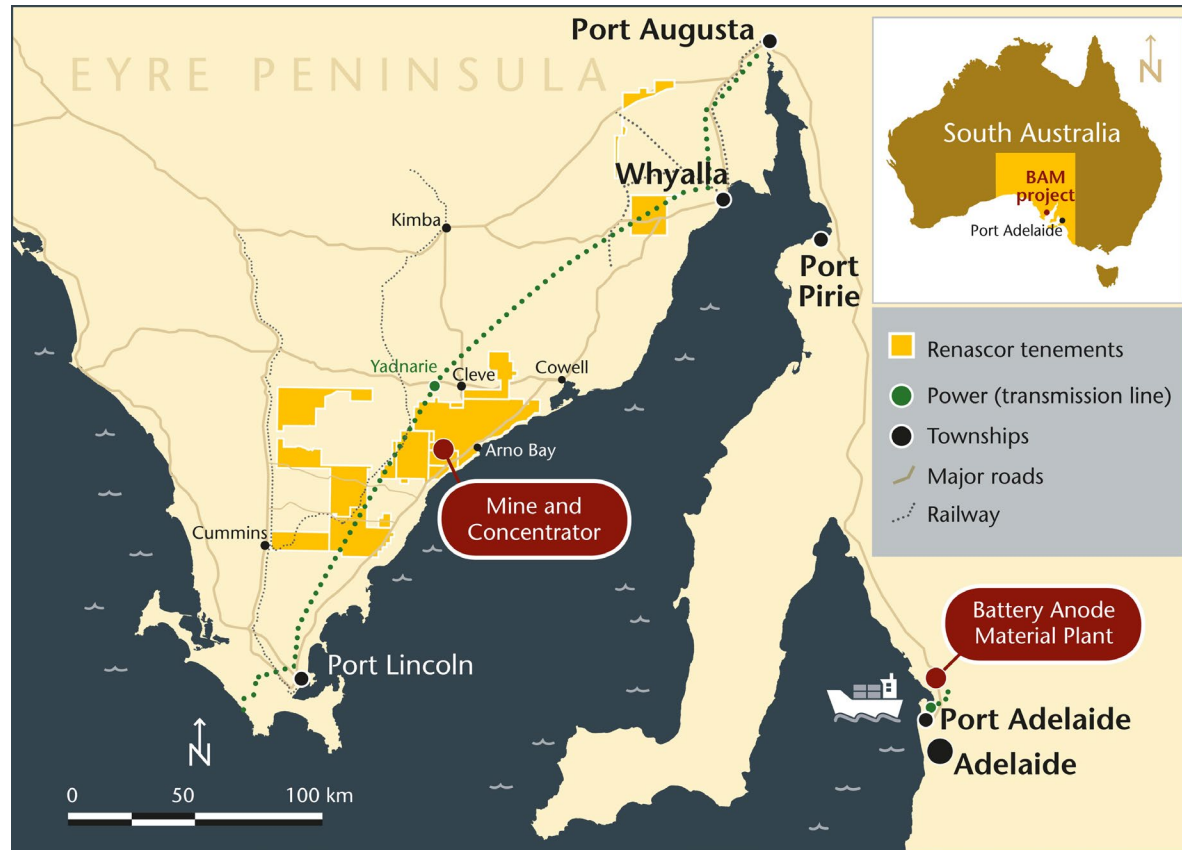 EYRE PENINSULA
Port Augusta
Whyalla
Kimba
Port
Pirie
Yadnarie
Cleve
Cowell
Arno Bay
Mine and
Concentrator
Cummins
Port Lincoln
N
0 50 100 km
Battery Anode
Material Plant
Port Adelaide
Adelaide
N
South Australia
BAM
project
Port Adelaide
Renascor tenements
Power (transmission line)
Townships
Major roads
Railway